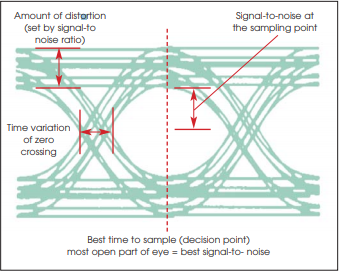 Amount of distortion
(set by signal-to
noise ratio)
Signal-to-noise at
the sampling point
Time variation
of zero
crossing
Best time to sample (decision point)
most open part of eye = best signal-to- noise